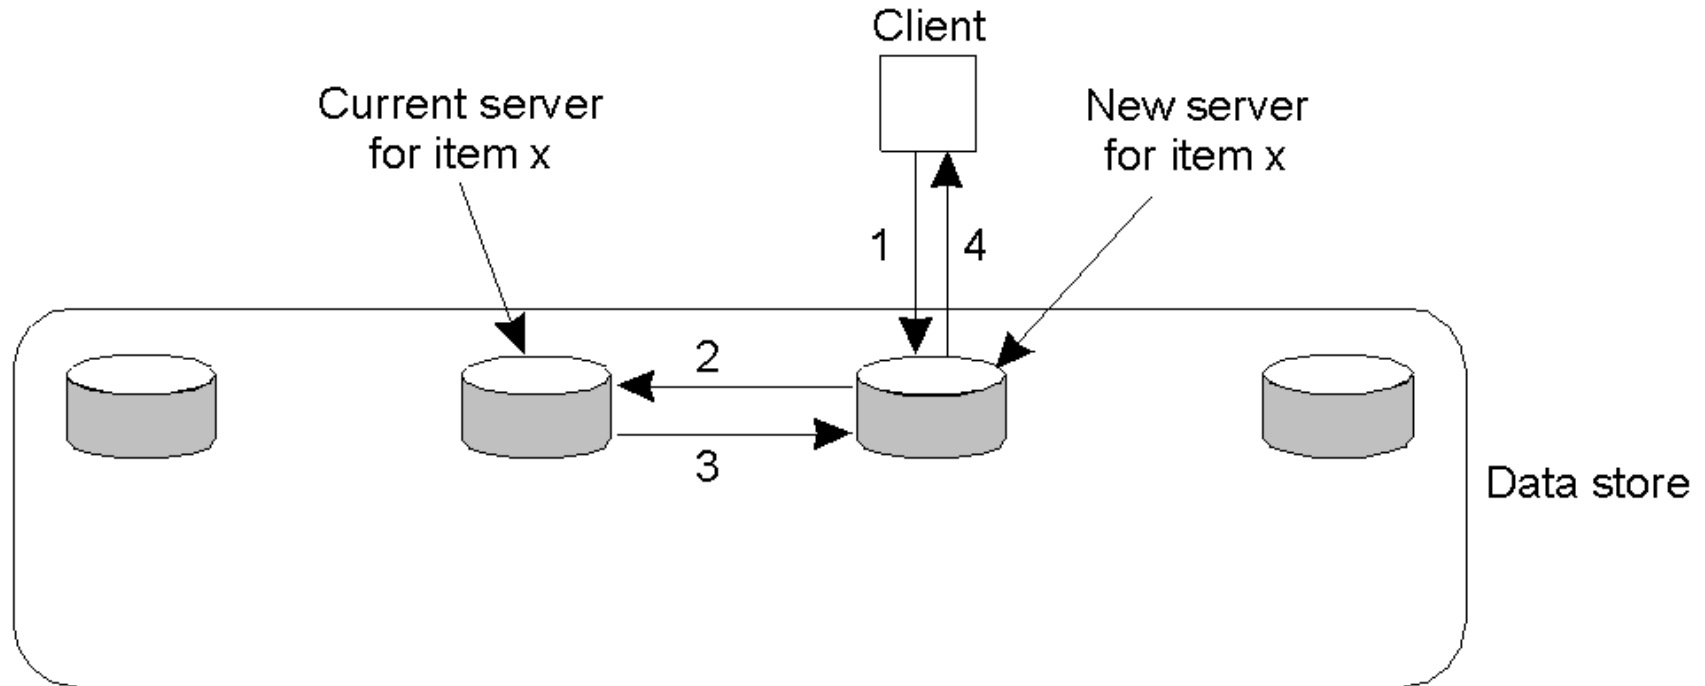 Client
Current server
for item x
New server
for item x
1
4
2
3
Data store